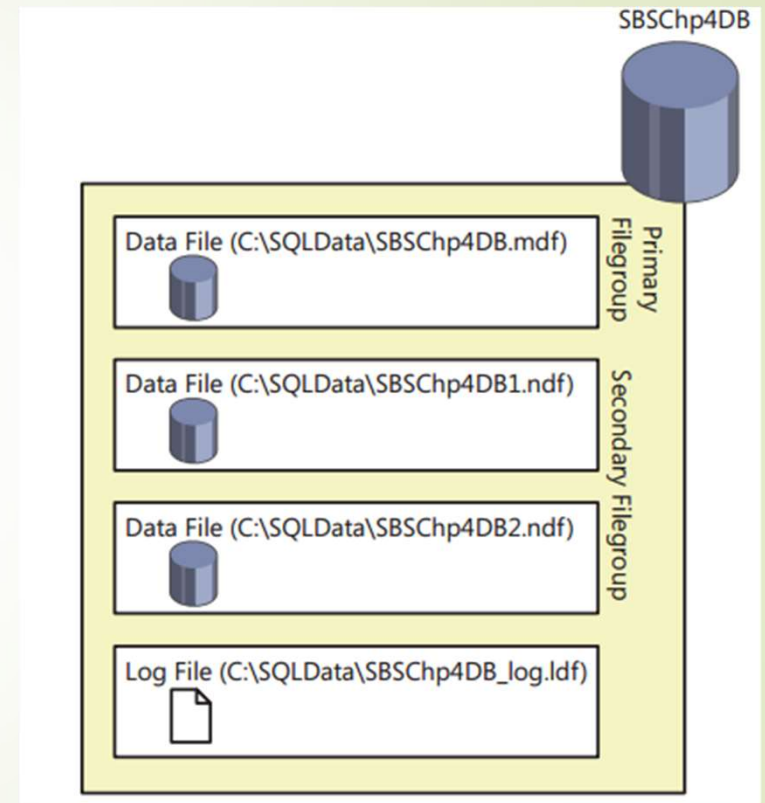 SBSChp4DB
Data File (C:\SQLData\SBSChp4DB.mdf)
Primary
Filegroup
Data File (C:\SQLData\SBSChp4DB1.ndf)
Secondary Filegroup
Data File (C:\SQLData\SBSChp4DB2.ndf)
Log File (C:\SQLData\SBSChp4DB_log.ldf)